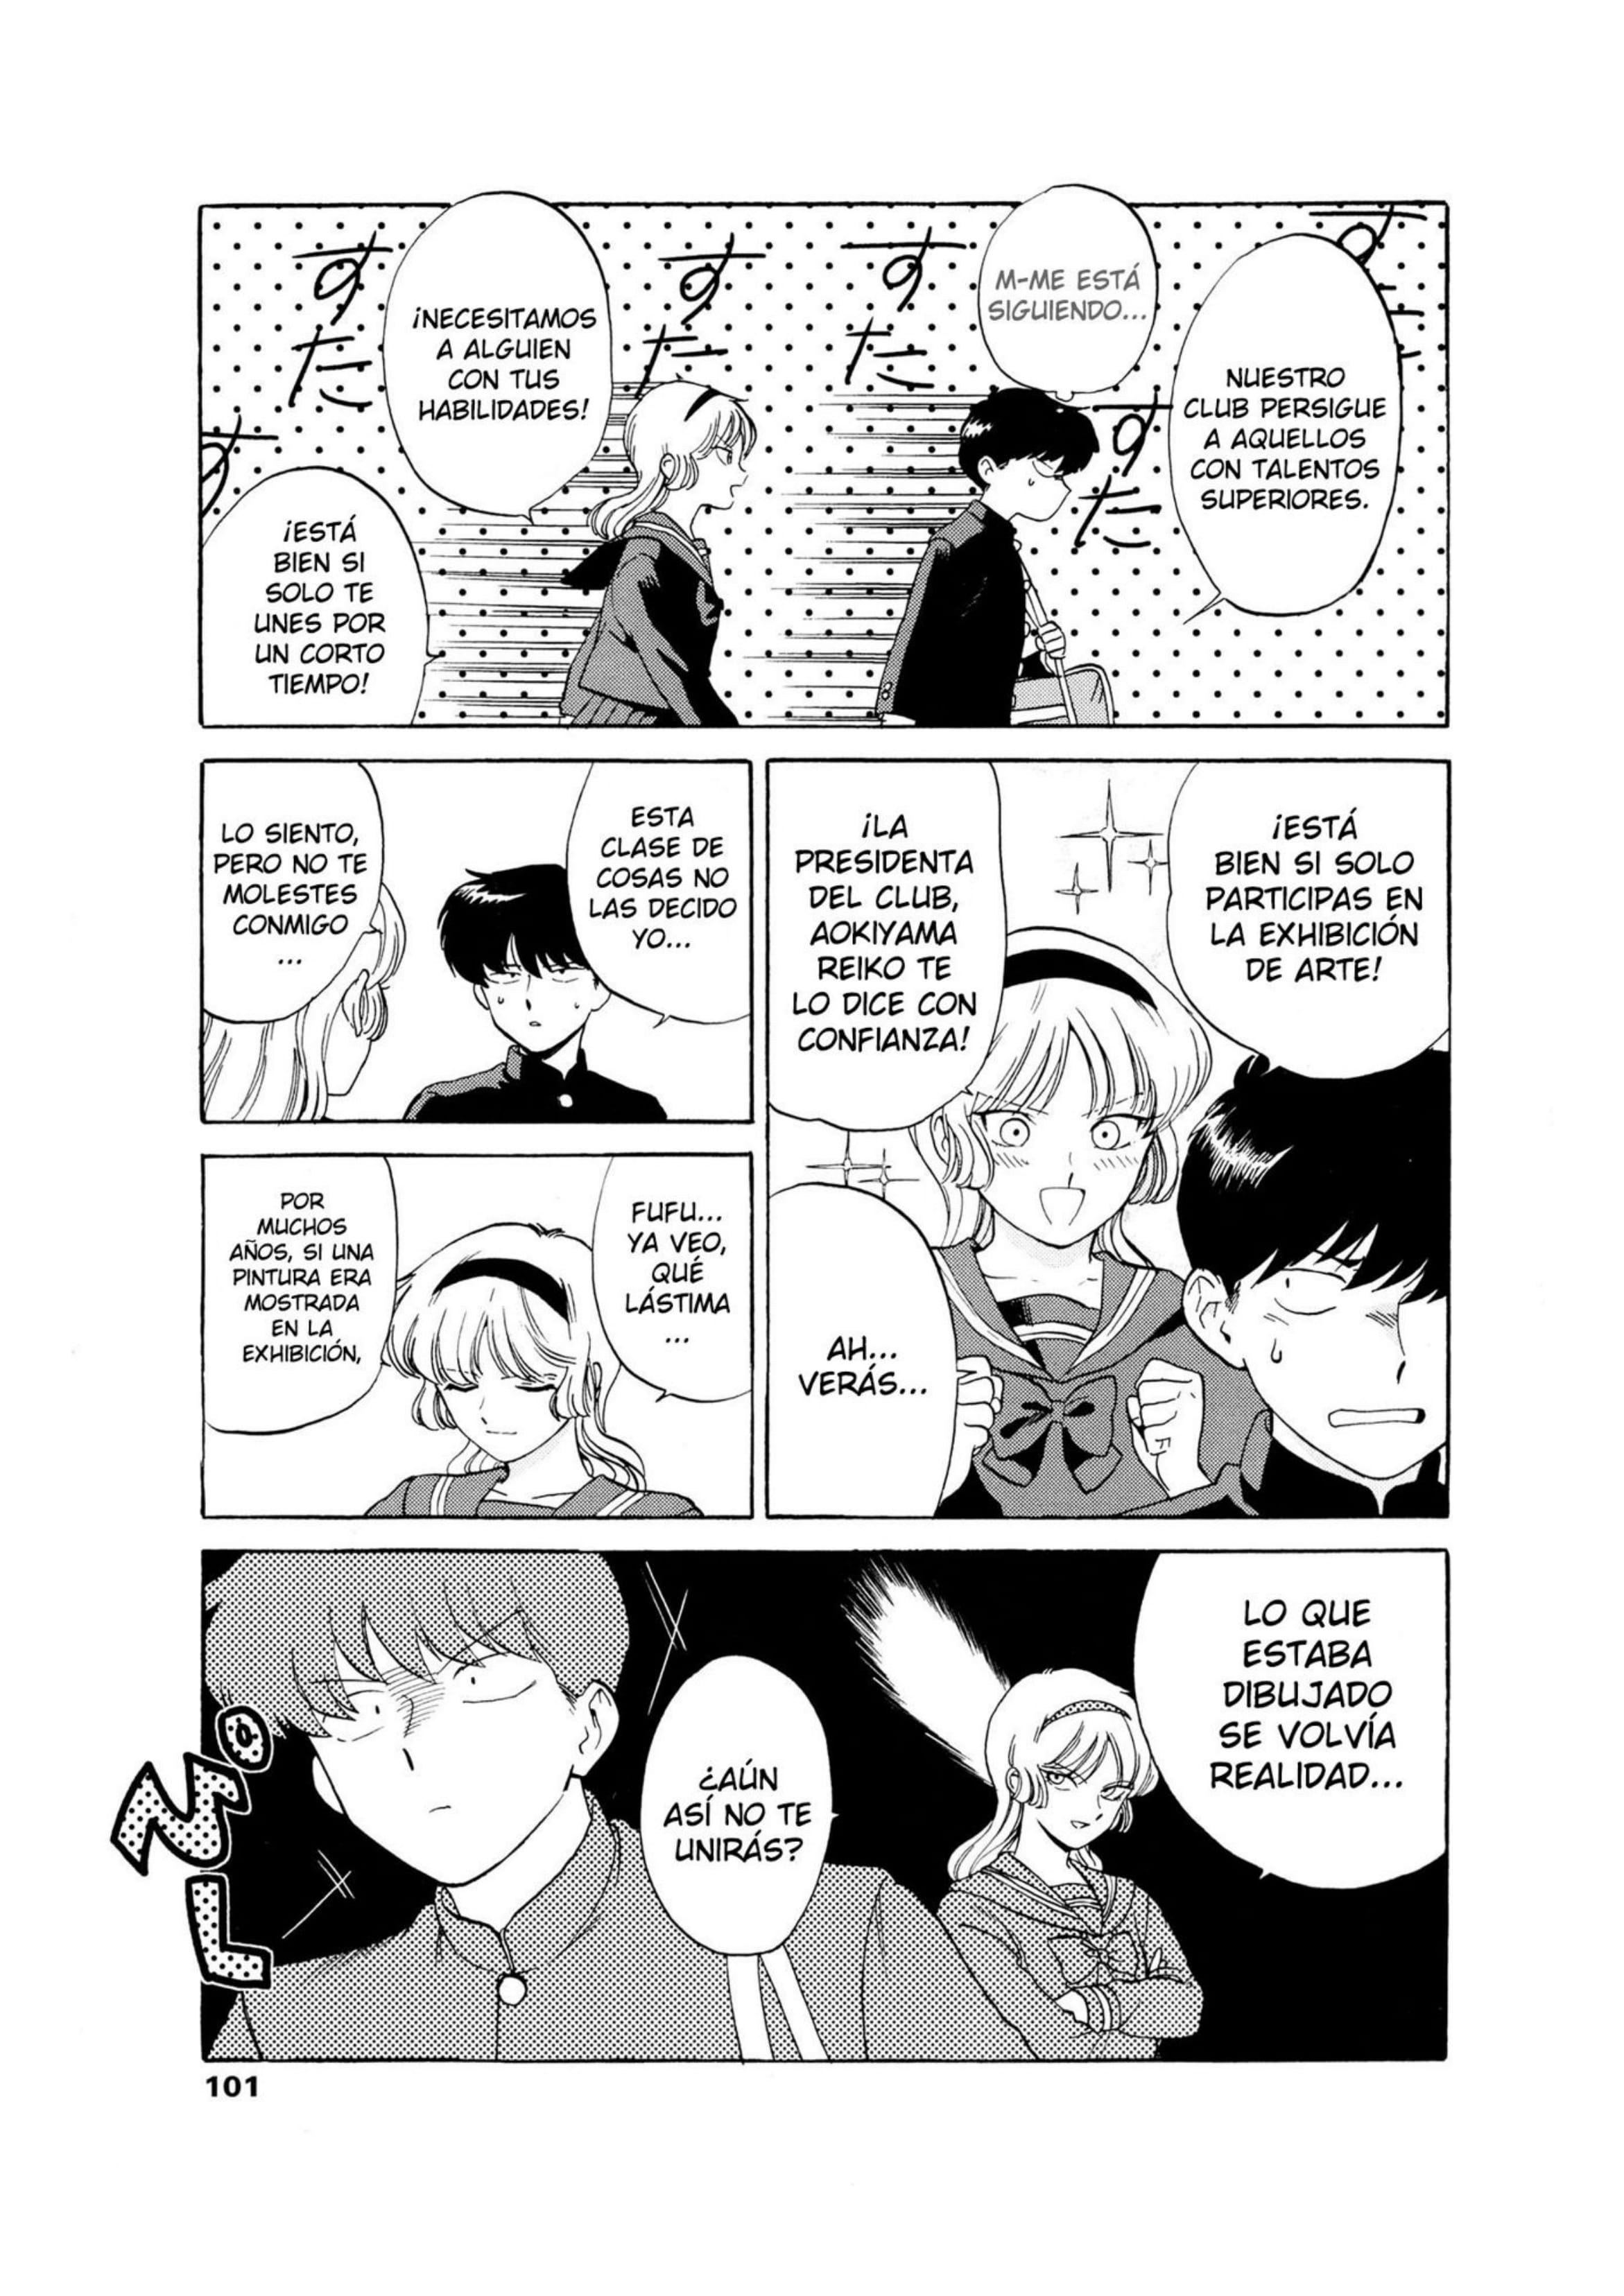 NUESTRO
CLUB PERSIGUE
A AQUELLOS
CON TALENTOS
SUPERIORES.
M-ME ESTÁ
SIGUIENDO...
¡NECESITAMOS
A ALGUIEN
CON TUS
HABILIDADES!
¡ESTÁ
BIEN SI
SOLO TE
UNES POR
UN CORTO
TIEMPO!
すた
すた
すた
すた
す
す
¡ESTÁ
BIEN SI SOLO
PARTICIPAS EN
LA EXHIBICIÓN
DE ARTE!
¡LA
PRESIDENTA
DEL CLUB,
AOKIYAMA
REIKO TE
LO DICE CON
CONFIANZA!
AH...
VERÁS...
ESTA
CLASE DE
COSAS NO
LAS DECIDO
YO...
LO SIENTO,
PERO NO TE
MOLESTES
CONMIGO
...
FUFU...
YA VEO,
QUÉ
LÁSTIMA
...
POR
MUCHOS
AÑOS, SI UNA
PINTURA ERA
MOSTRADA
EN LA
EXHIBICIÓN,
LO QUE
ESTABA
DIBUJADO
SE VOLVÍA
REALIDAD...
¿AÚN
ASÍ NO TE
UNIRÁS?
101